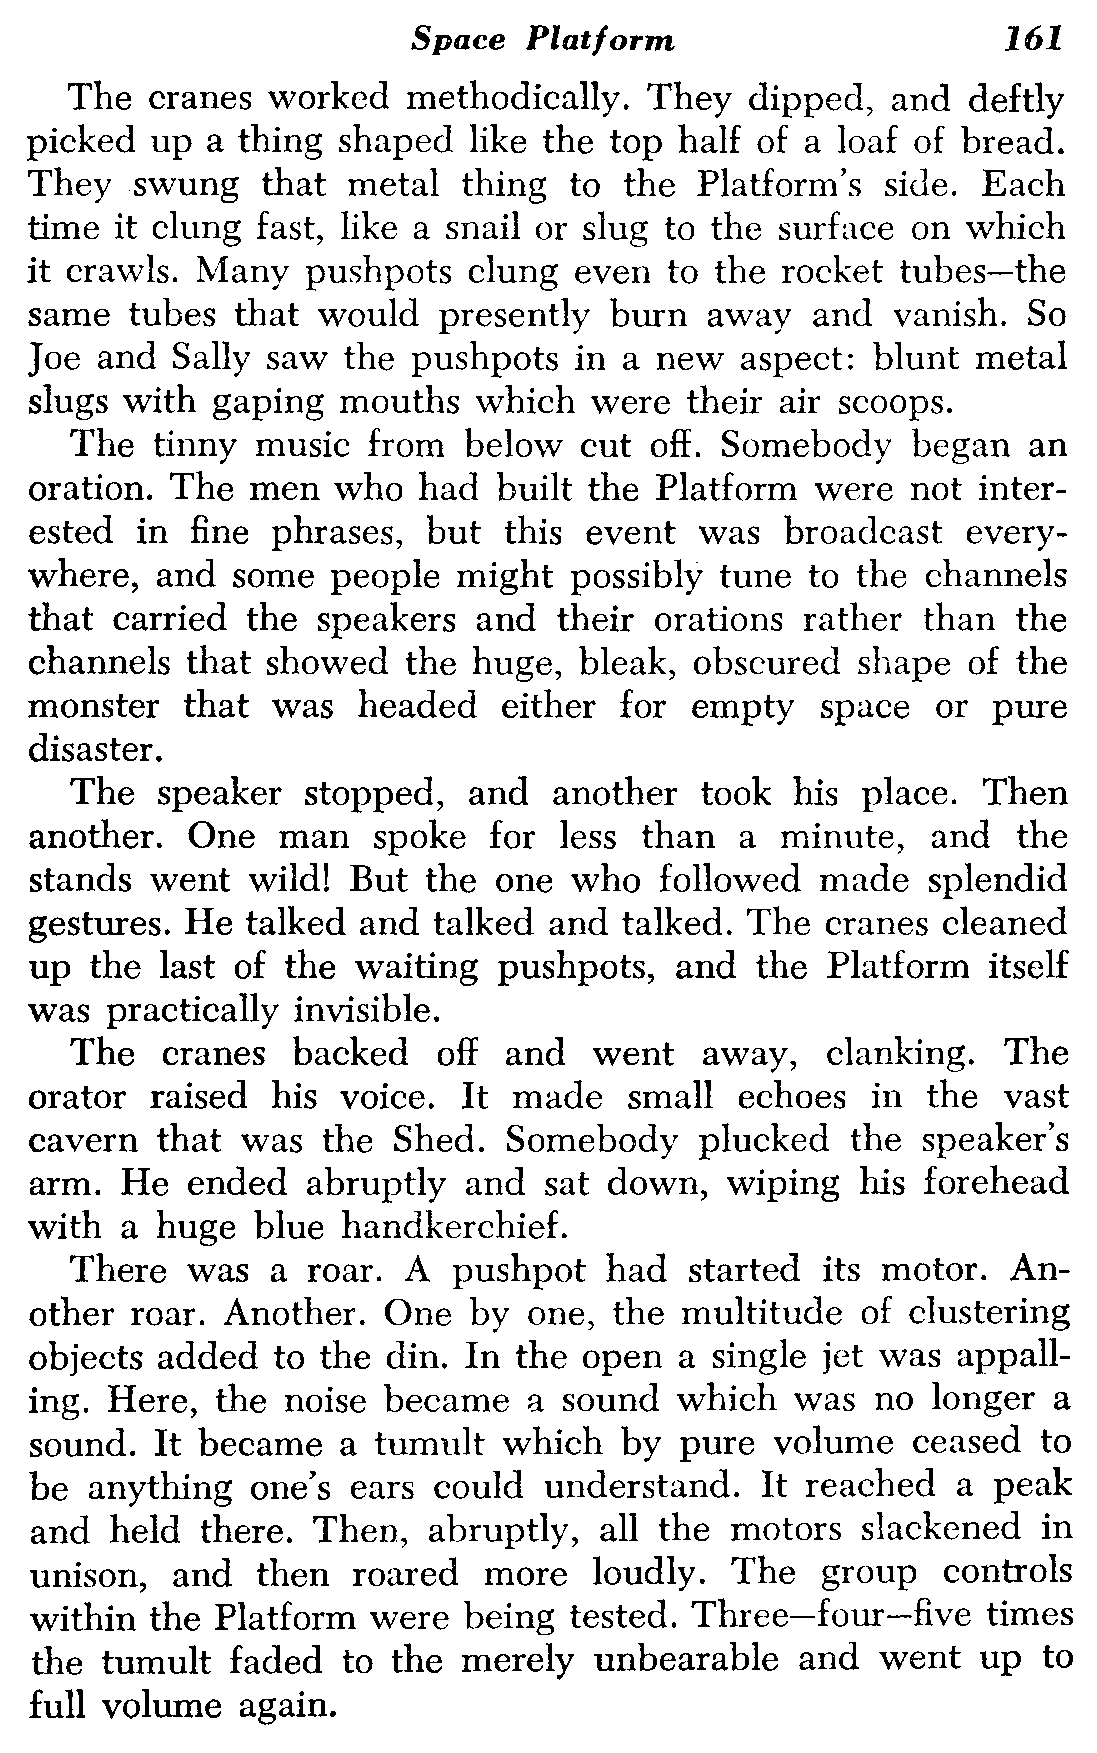 Space Platform 161
The cranes worked methodically. They dipped, and deftly
picked up a thing shaped like the top half of a loaf of bread.
They swung that metal thing to the Platform's side. Each
time it clung fast, like a snail or slug to the surface on which
it crawls. Many pushpots clung even to the rocket tubes—the
same tubes that would presently burn away and vanish. So
Joe and Sally saw the pushpots in a new aspect: blunt metal
slugs with gaping mouths which were their air scoops.
The tinny music from below cut off. Somebody began an
oration. The men who had built the Platform were not inter-
ested in fine phrases, but this event was broadcast every-
where, and some people might possibly tune to the channels
that carried the speakers and their orations rather than the
channels that showed the huge, bleak, obscured shape of the
monster that was headed either for empty space or pure
disaster.
The speaker stopped, and another took his place. Then
another. One man spoke for less than a minute, and the
stands went wild! But the one who followed made splendid
gestures. He talked and talked and talked. The cranes cleaned
up the last of the waiting pushpots, and the Platform itself
was practically invisible.
The cranes backed off and went away, clanking. The
orator raised his voice. It made small echoes in the vast
cavern that was the Shed. Somebody plucked the speaker's
arm. He ended abruptly and sat down, wiping his forehead
with a huge blue handkerchief.
There was a roar. A pushpot had started its motor. An-
other roar. Another. One by one, the multitude of clustering
objects added to the din. In the open a single jet was appall-
ing. Here, the noise became a sound which was no longer a
sound. It became a tumult which by pure volume ceased to
be anything one's ears could understand. It reached a peak
and held there. Then, abruptly, all the motors slackened in
unison, and then roared more loudly. The group controls
within the Platform were being tested. Three—four—five times
the tumult faded to the merely unbearable and went up to
full volume again.